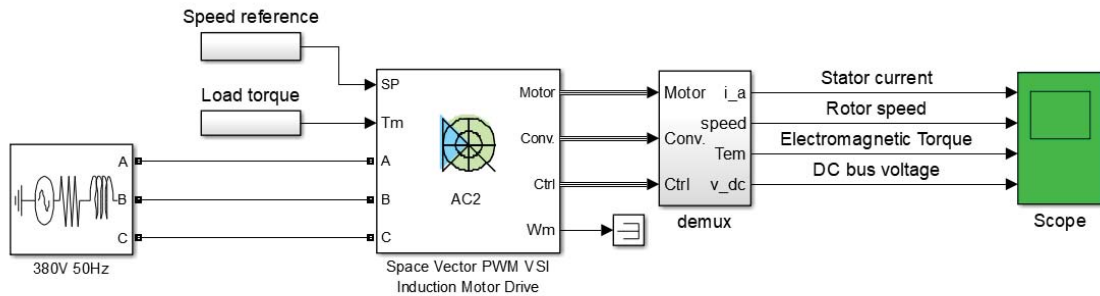 Speed reference
Load torque
SP
Tm
A
B
C
A
B
C
380V 50Hz
AC2
Motor
Conv.
Ctrl
Wm
Space Vector PWM VSI
Induction Motor Drive
Motor
Conv.
Ctrl
i_a
speed
Tem
v_dc
demux
Stator current
Rotor speed
Electromagnetic Torque
DC bus voltage
Scope